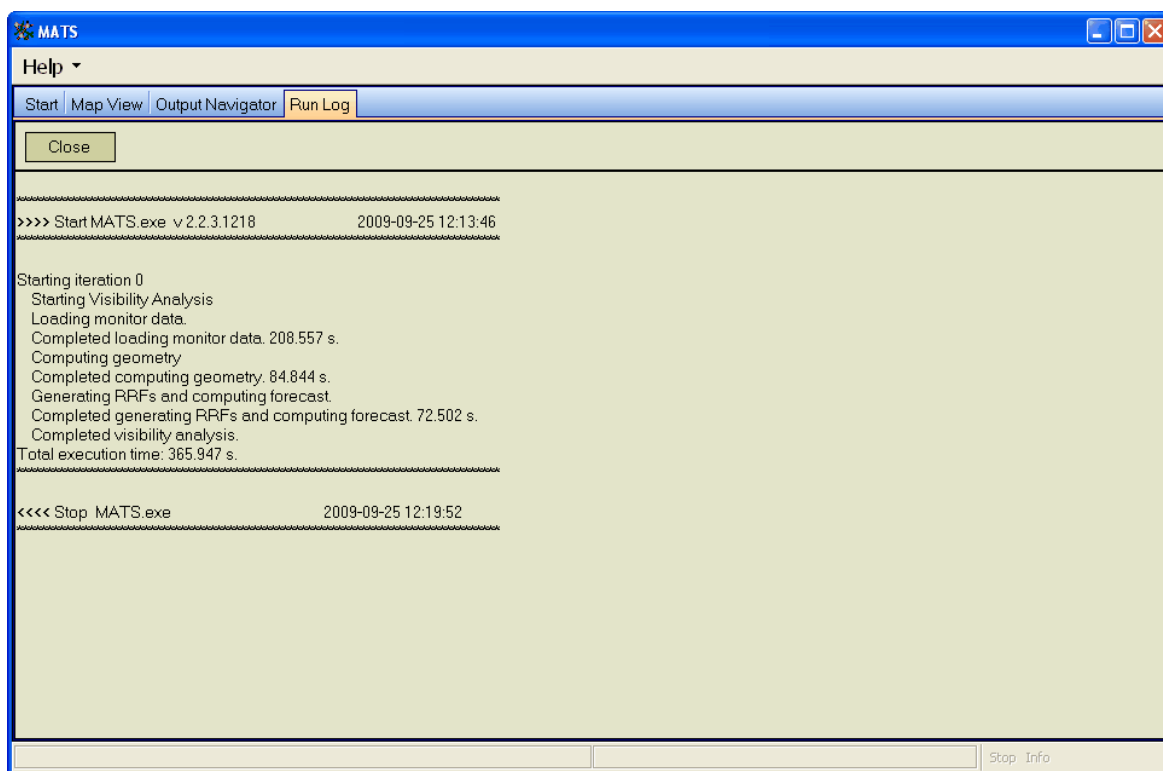 MATS
Help
Start Map View Output Navigator Run Log
Close
>>>> Start MATS.exe v 2.2.3.1218 2009-09-25 12:13:46
Starting iteration 0
Starting Visibility Analysis
Loading monitor data.
Completed loading monitor data. 208.557 s.
Computing geometry
Completed computing geometry. 84.844 s.
Generating RRFs and computing forecast.
Completed generating RRFs and computing forecast. 72.502 s.
Completed visibility analysis.
Total execution time: 365.947 s.
<<<< Stop MATS.exe 2009-09-25 12:19:52
Stop Info